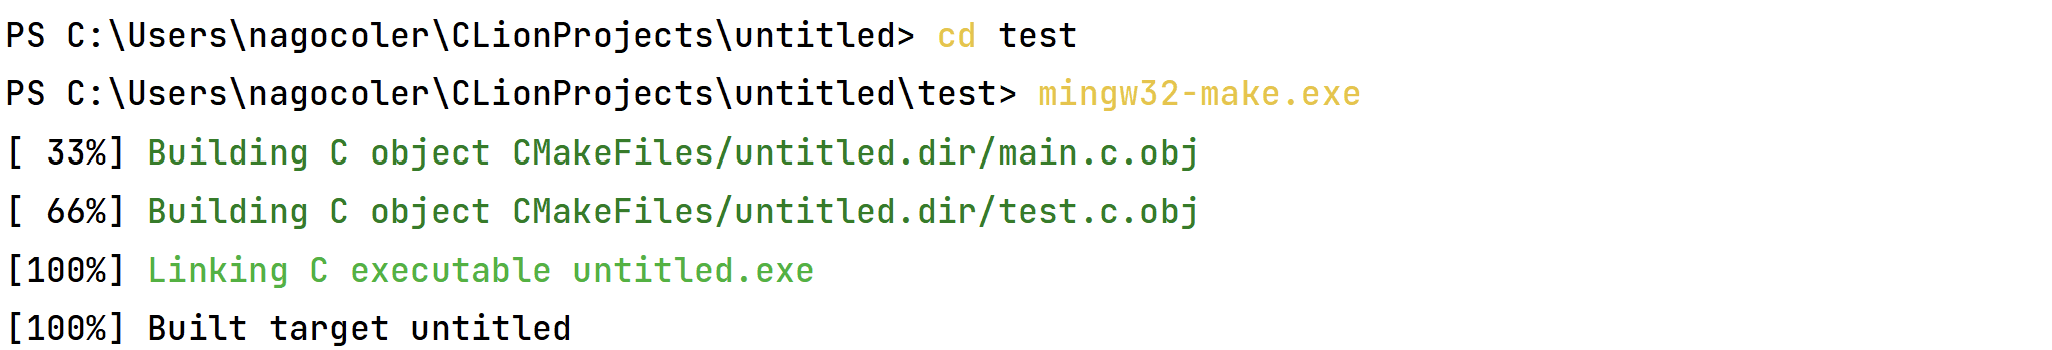 PS C:\Users\nagocoler\CLionProjects\untitled> cd test
PS C:\Users\nagocoler\CLionProjects\untitled\test> mingw32-make.exe
[ 33%] Building C object CMakeFiles/untitled.dir/main.c.obj
[ 66%] Building C object CMakeFiles/untitled.dir/test.c.obj
[100%] Linking C executable untitled.exe
[100%] Built target untitled